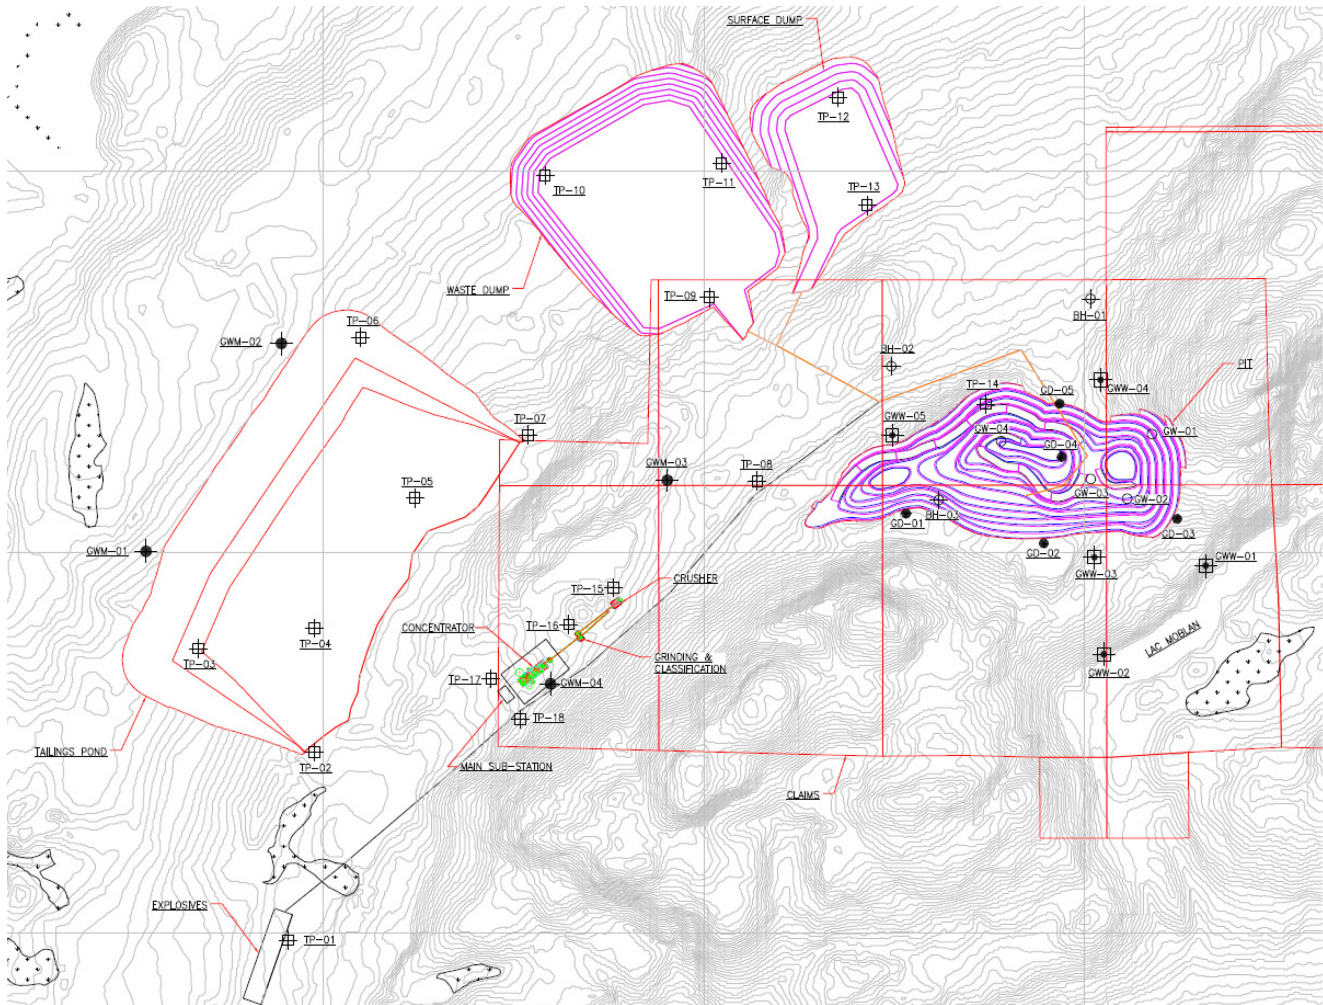 SURFACE DUMP
TP-12
TP-11
TP-10
TP-13
WASTE DUMP
TP-09
BH-01
TP-06
GWM-02
BH-02
PIT
GWW-04
TP-14
GD-05
TP-07
GWW-05
GW-04
GW-01
GD-04
GWM-03
TP-08
GW-03
TP-05
GW-02
BH-03
GD-01
GD-03
GWM-01
GD-02
GWW-03
GWW-01
CRUSHER
TP-15
CONCENTRATOR
TP-16
LAC MOBLAN
TP-04
TP-03
GRINDING &
CLASSIFICATION
GWW-02
TP-17
GWM-04
TP-18
TAILINGS POND
TP-02
MAIN SUB-STATION
CLAIMS
EXPLOSIVES
TP-01